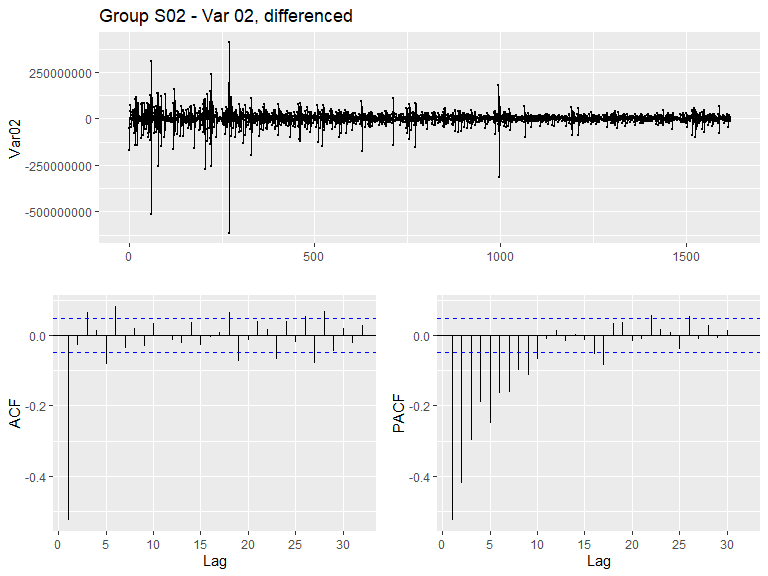 Group S02 - Var 02, differenced
Var02
250000000
0
-250000000
-500000000
0 500 1000 1500
ACF
0.0
-0.2
-0.4
0 5 10 15 20 25 30
Lag
PACF
0.0
-0.2
-0.4
0 5 10 15 20 25 30
Lag